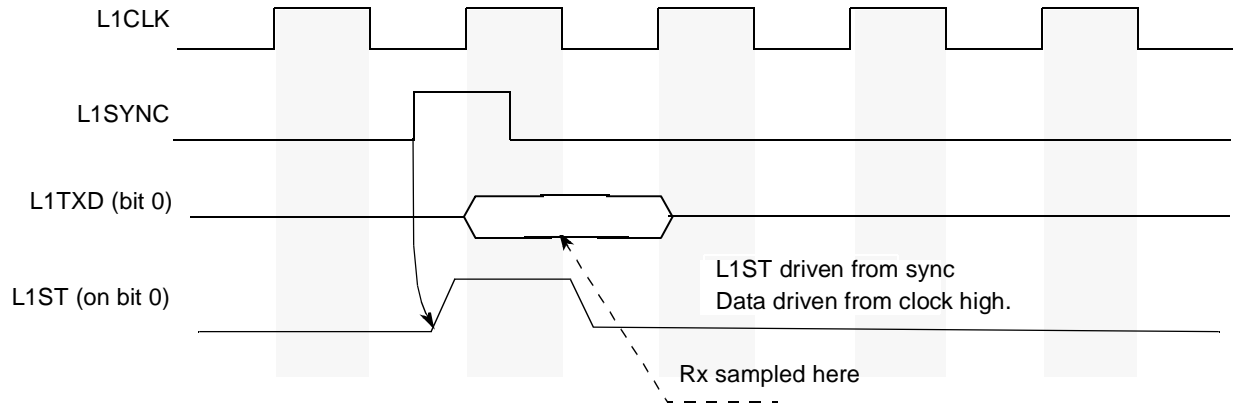 L1CLK
L1SYNC
L1TXD (bit 0)
L1ST (on bit 0)
L1ST driven from sync
Data driven from clock high.
Rx sampled here